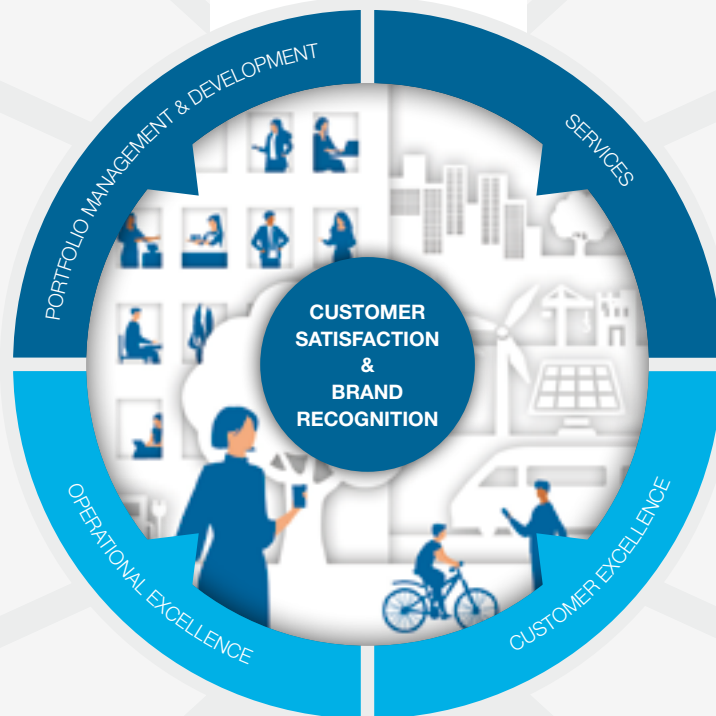 PORTFOLIO MANAGEMENT & DEVELOPMENT
SERVICES
CUSTOMER
SATISFACTION
&
BRAND
RECOGNITION
OPERATIONAL EXCELLENCE
CUSTOMER EXCELLENCE